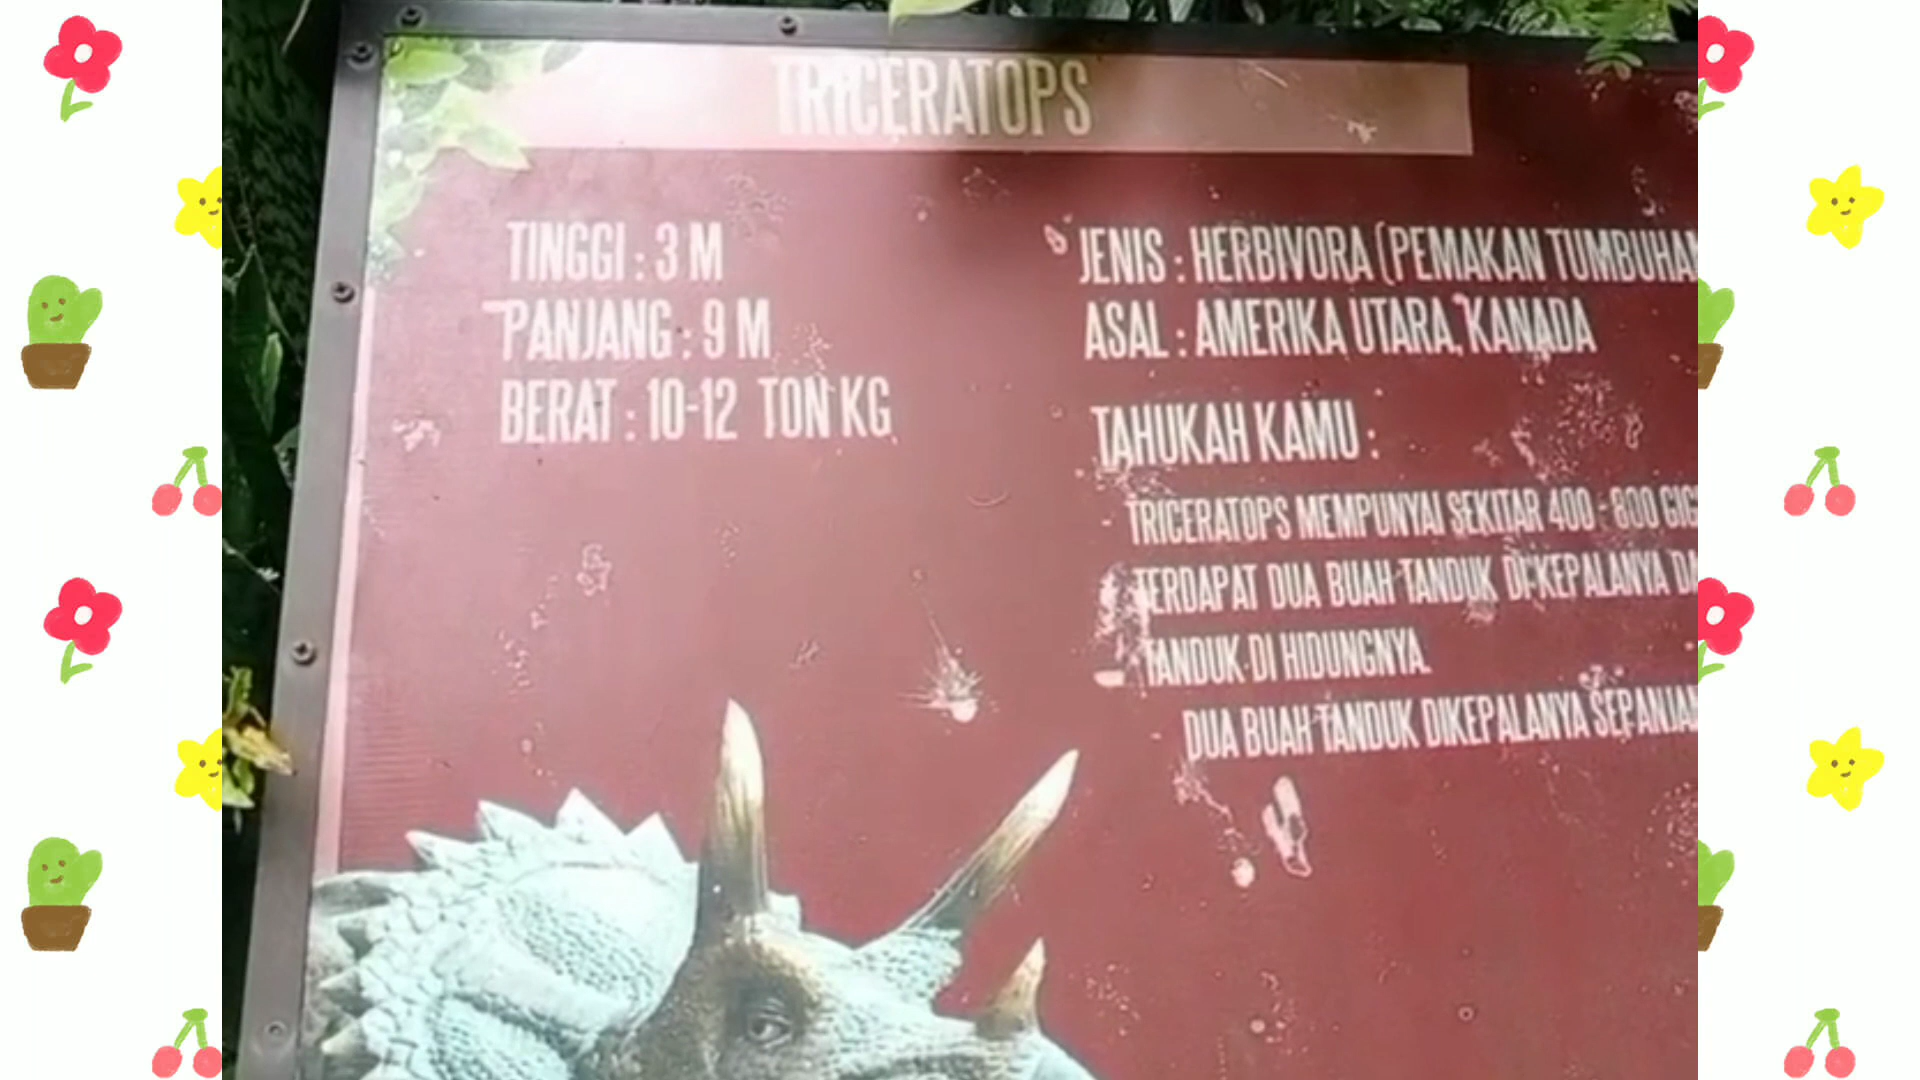 TRICERATOPS
TINGGI : 3 M
PANJANG : 9 M
BERAT : 10-12 TON KG
JENIS : HERBIVORA (PEMAKAN TUMBUHAN
ASAL : AMERIKA UTARA, KANADA
TAHUKAH KAMU :
- TRICERATOPS MEMPUNYAI SEKITAR 400 - 800 GIG
TERDAPAT DUA BUAH TANDUK DI KEPALANYA DA
TANDUK DI HIDUNGNYA.
- DUA BUAH TANDUK DIKEPALANYA SEPANJAN